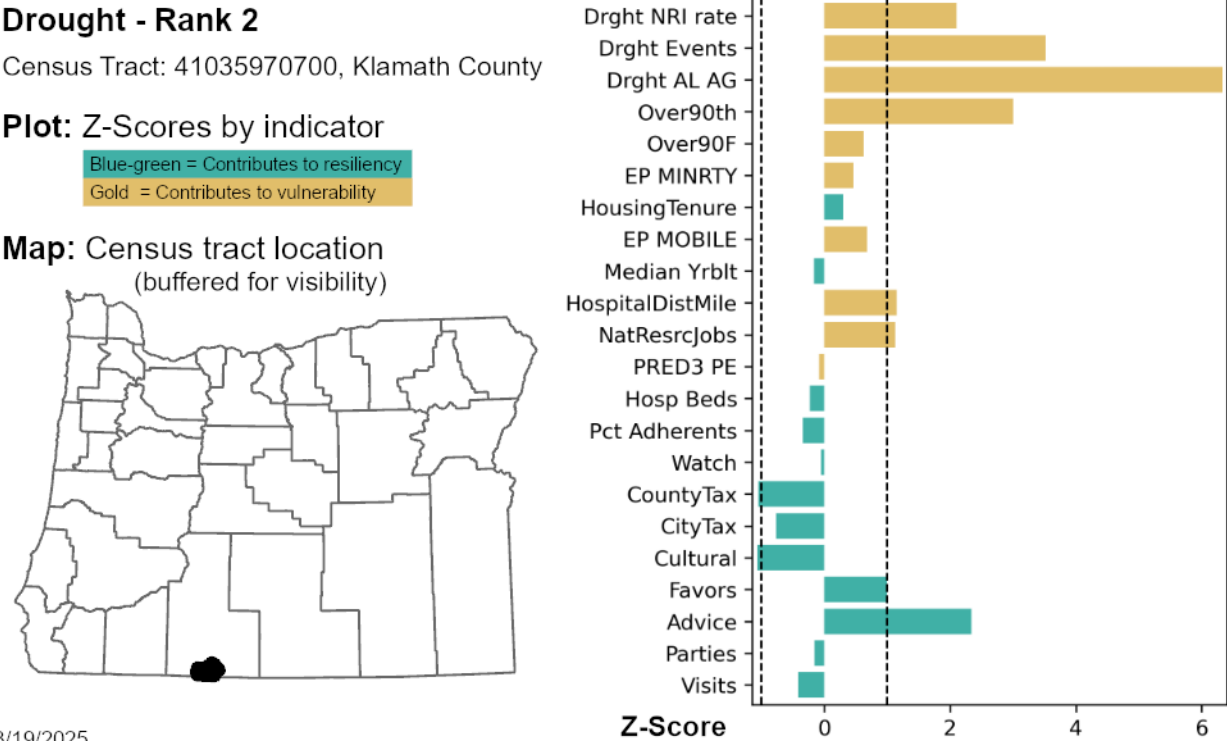 Drought - Rank 2
Census Tract: 41035970700, Klamath County
Plot: Z-Scores by indicator
Blue-green = Contributes to resiliency
Gold = Contributes to vulnerability
Map: Census tract location
(buffered for visibility)
/19/2025
Drght NRI rate
Drght Events
Drght AL AG
Over90th
Over90F
EP MINRTY
HousingTenure
EP MOBILE
Median Yrblt
HospitalDistMile
NatResrcJobs
PRED3 PE
Hosp Beds
Pct Adherents
Watch
CountyTax
CityTax
Cultural
Favors
Advice
Parties
Visits
Z-Score 0 2 4 6